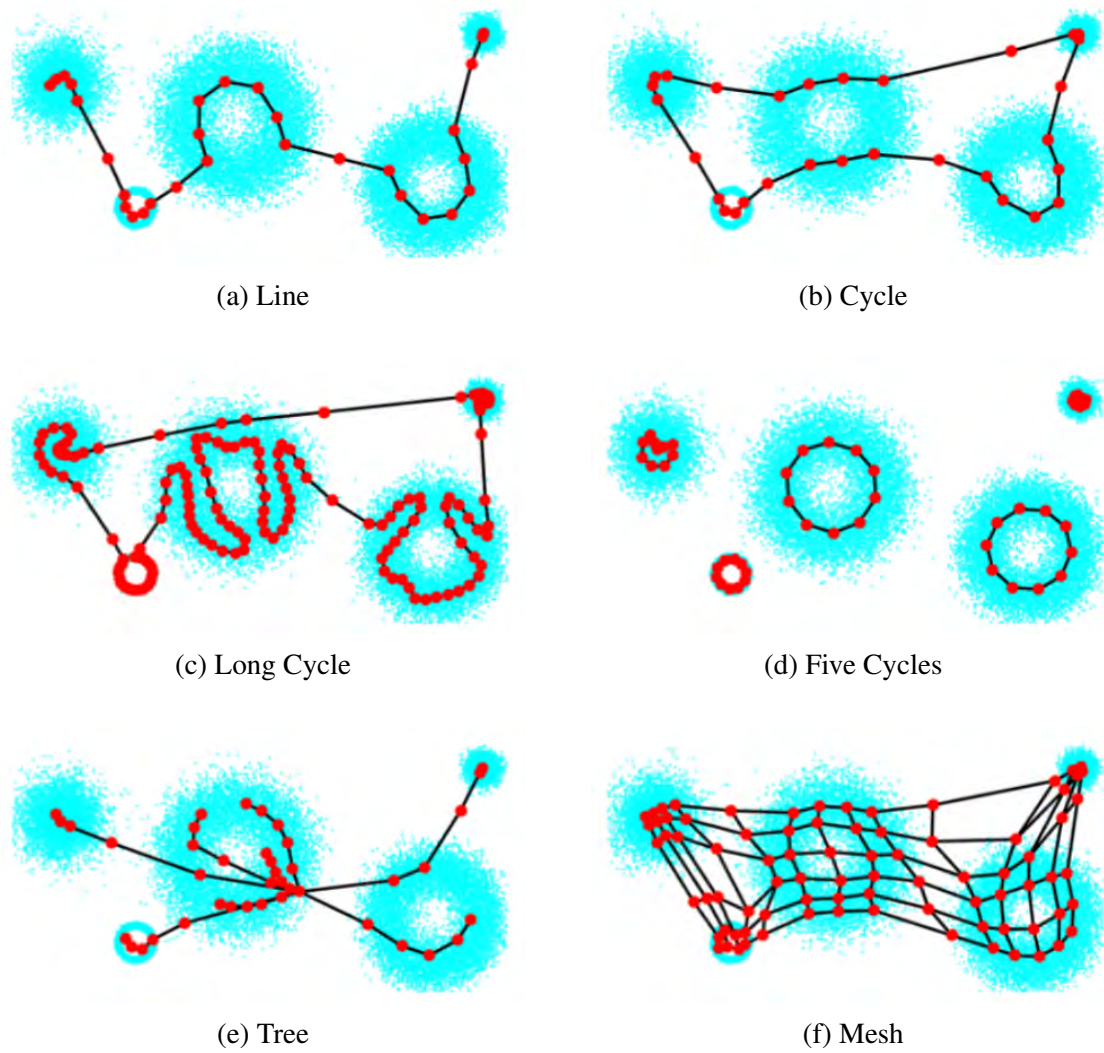 (a) Line
(b) Cycle
(c) Long Cycle
(d) Five Cycles
(e) Tree
(f) Mesh